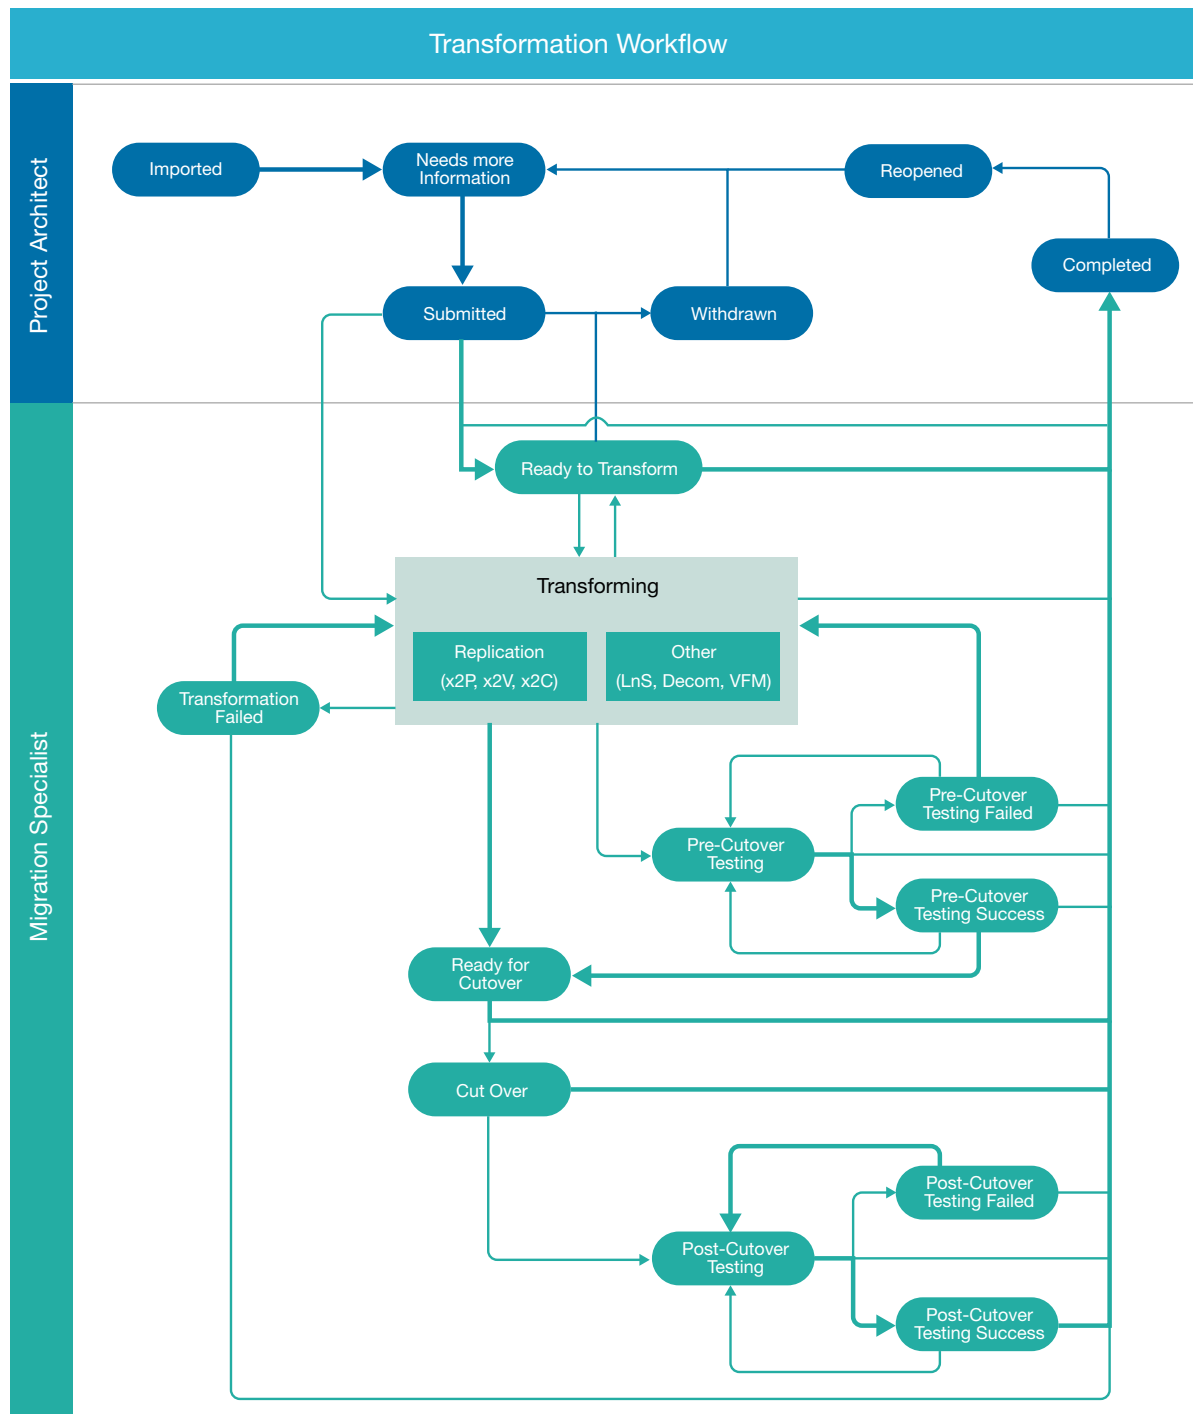 Transformation Workflow
Project Architect
Imported
Needs more
Information
Reopened
Completed
Submitted
Withdrawn
Migration Specialist
Ready to Transform
Transforming
Replication
(x2P, x2V, x2C)
Other
(LnS, Decom, VFM)
Transformation
Failed
Pre-Cutover
Testing Failed
Pre-Cutover
Testing
Pre-Cutover
Testing Success
Ready for
Cutover
Cut Over
Post-Cutover
Testing Failed
Post-Cutover
Testing
Post-Cutover
Testing Success